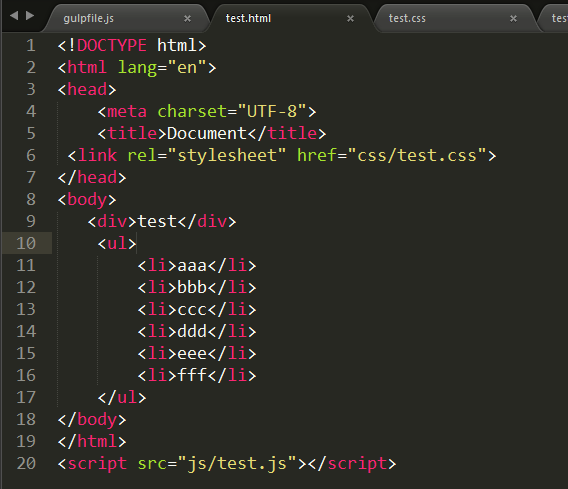 gulpfile.js × test.html × test.css × test
1 <!DOCTYPE html>
2 <html lang="en">
3 <head>
4     <meta charset="UTF-8">
5     <title>Document</title>
6  <link rel="stylesheet" href="css/test.css">
7 </head>
8 <body>
9    <div>test</div>
10     <ul>
11         <li>aaa</li>
12         <li>bbb</li>
13         <li>ccc</li>
14         <li>ddd</li>
15         <li>eee</li>
16         <li>fff</li>
17     </ul>
18 </body>
19 </html>
20 <script src="js/test.js"></script>